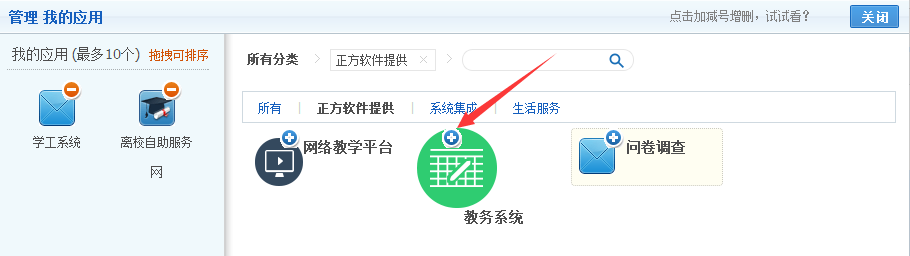 管理 我的应用
点击加减号增删，试试看？
关闭
我的应用 (最多10个) 拖拽可排序
学工系统
离校自助服务
网
所有分类
正方软件提供
所有
正方软件提供
系统集成
生活服务
网络教学平台
教务系统
问卷调查